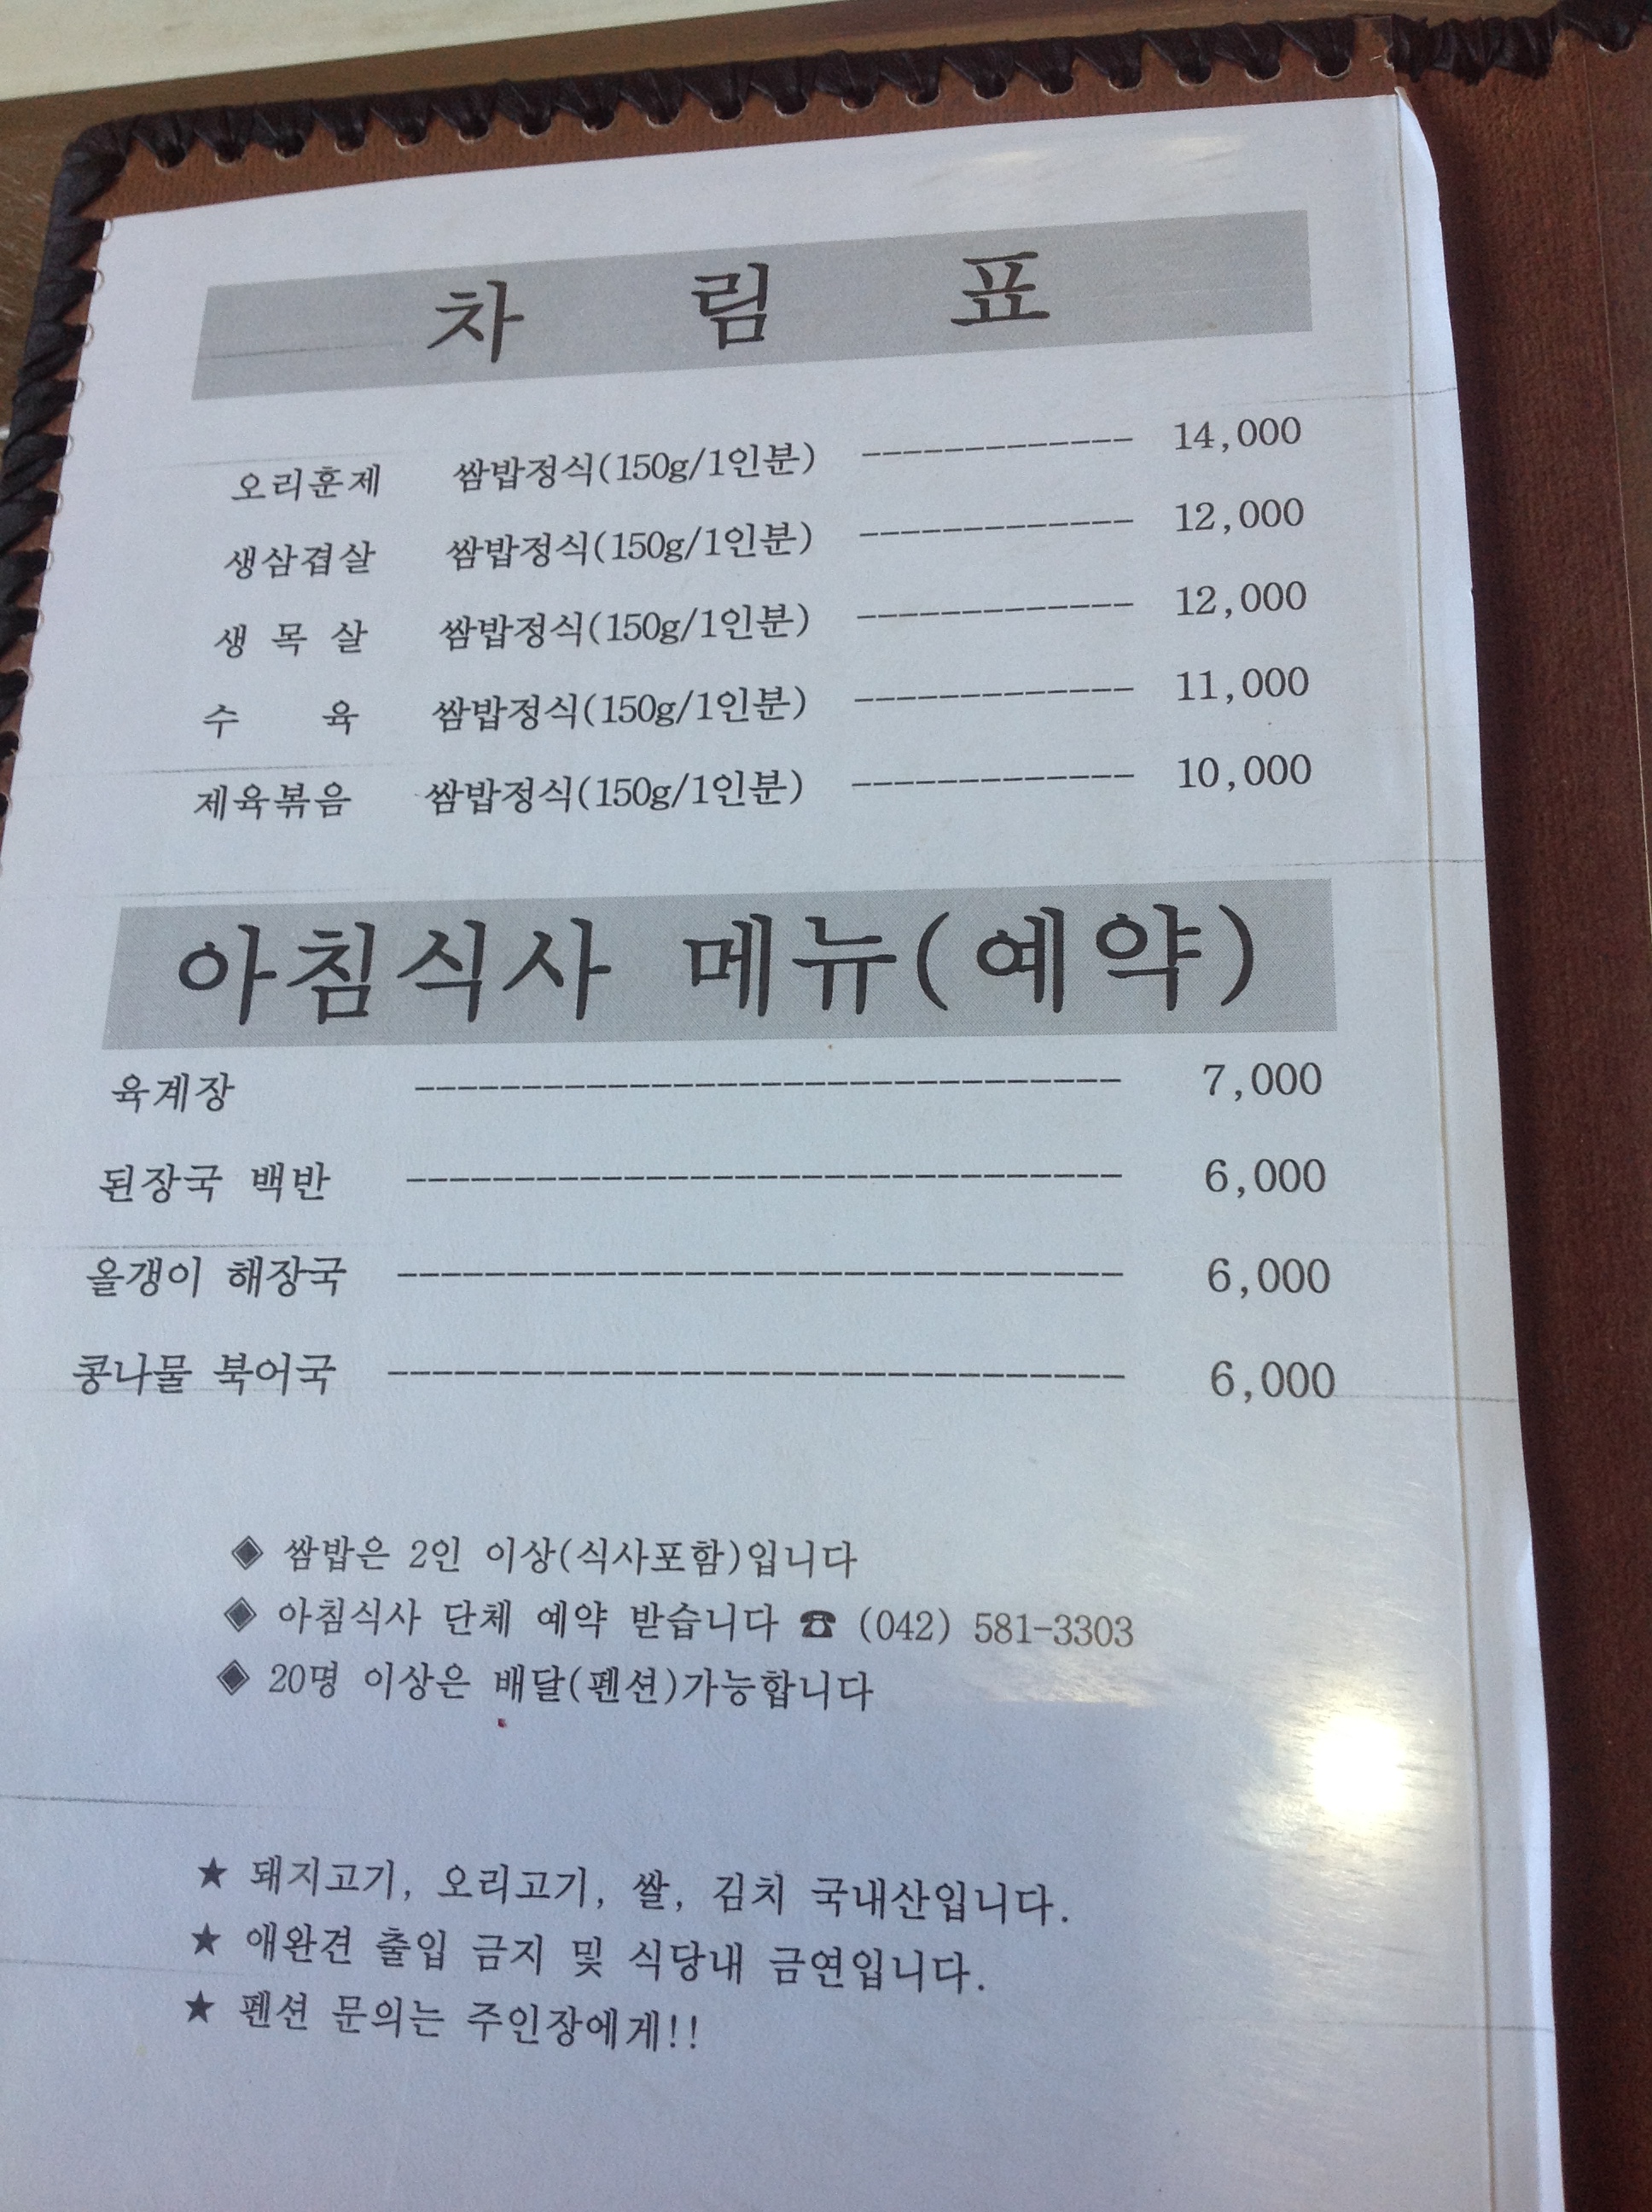 차 림 표
오리훈제 쌈밥정식(150g/1인분) ------------- 14,000
생삼겹살 쌈밥정식(150g/1인분) ------------- 12,000
생 목 살 쌈밥정식(150g/1인분) ------------- 12,000
수 육 쌈밥정식(150g/1인분) ------------- 11,000
제육볶음 쌈밥정식(150g/1인분) ------------- 10,000
아침식사 메뉴(예약)
육계장 --------------------------------- 7,000
된장국 백반 --------------------------------- 6,000
올갱이 해장국 --------------------------------- 6,000
콩나물 북어국 --------------------------------- 6,000
◈ 쌈밥은 2인 이상(식사포함)입니다
◈ 아침식사 단체 예약 받습니다 ☎ (042) 581-3303
◈ 20명 이상은 배달(펜션)가능합니다
★ 돼지고기, 오리고기, 쌀, 김치 국내산입니다.
★ 애완견 출입 금지 및 식당내 금연입니다.
★ 펜션 문의는 주인장에게!!